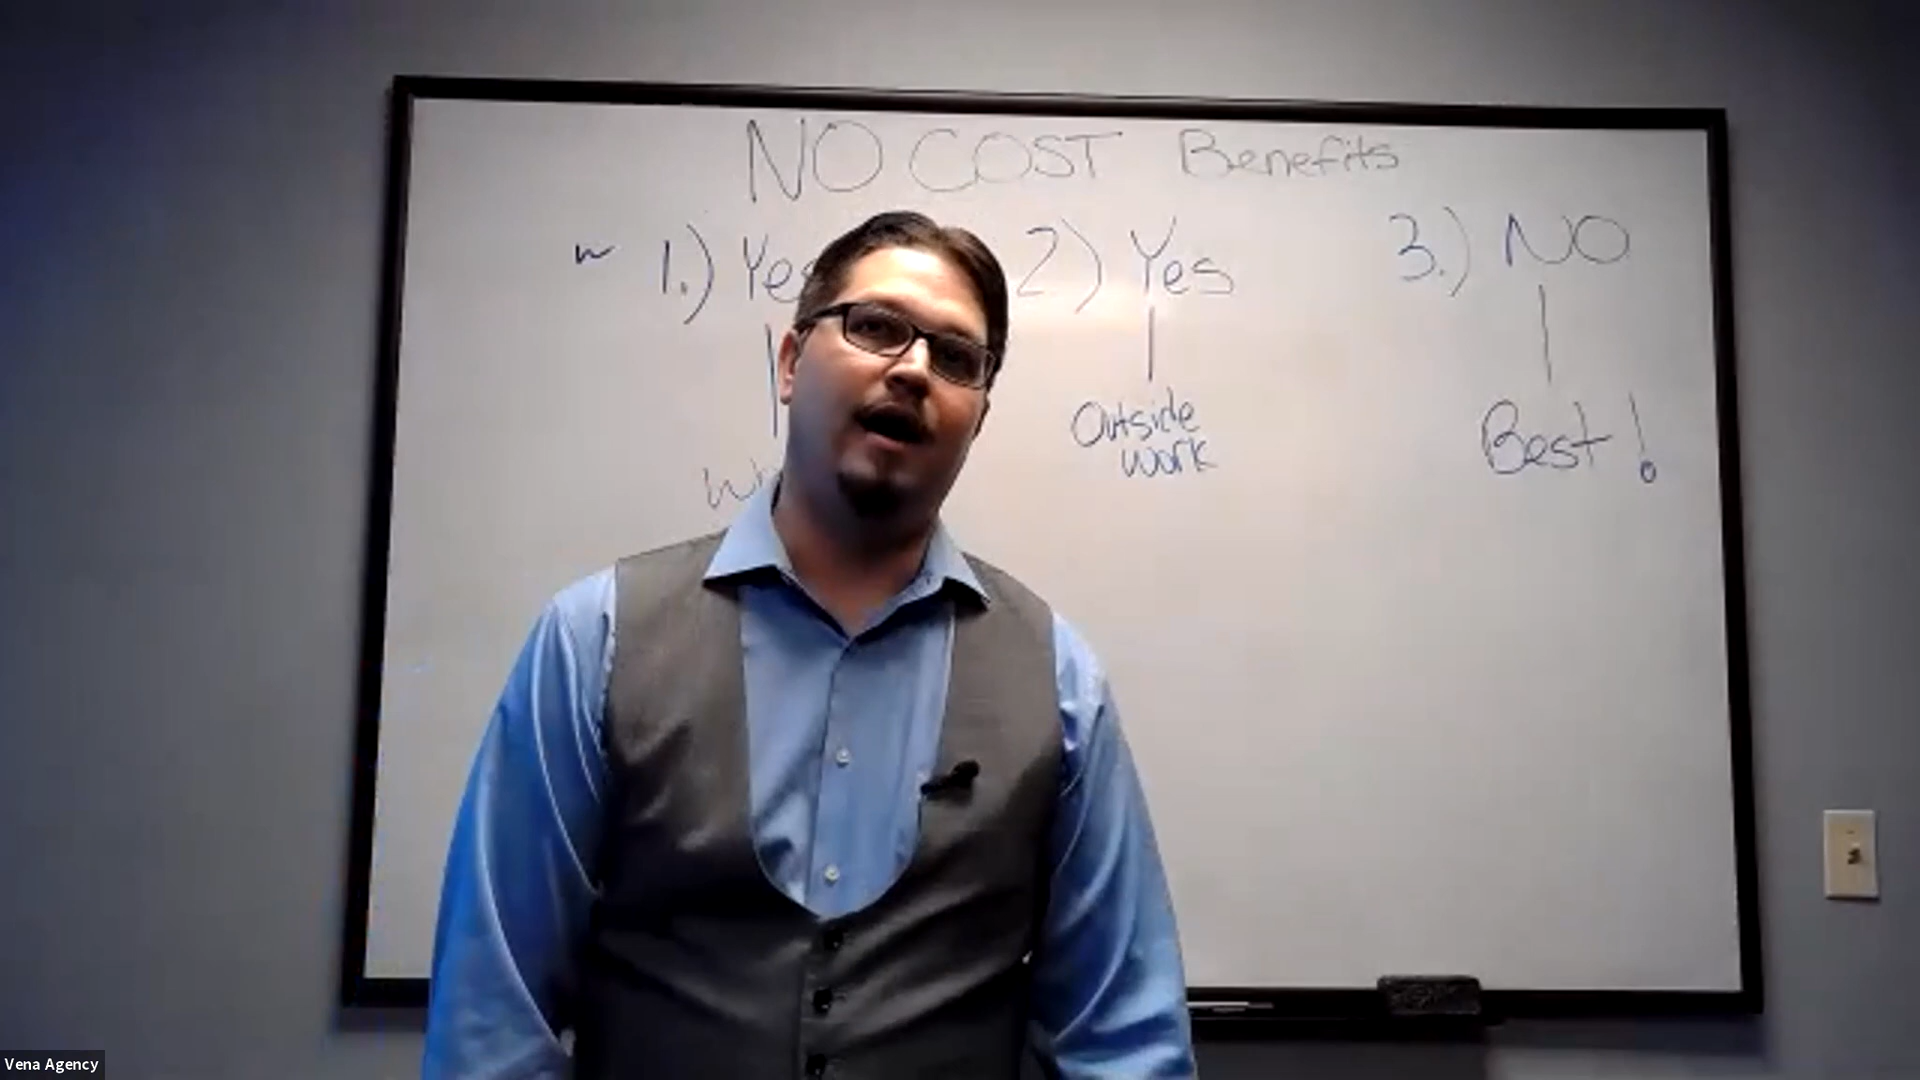 NO COST Benefits
1.) Yes 2) Yes 3.) NO
Outside
work
Best!
Vena Agency